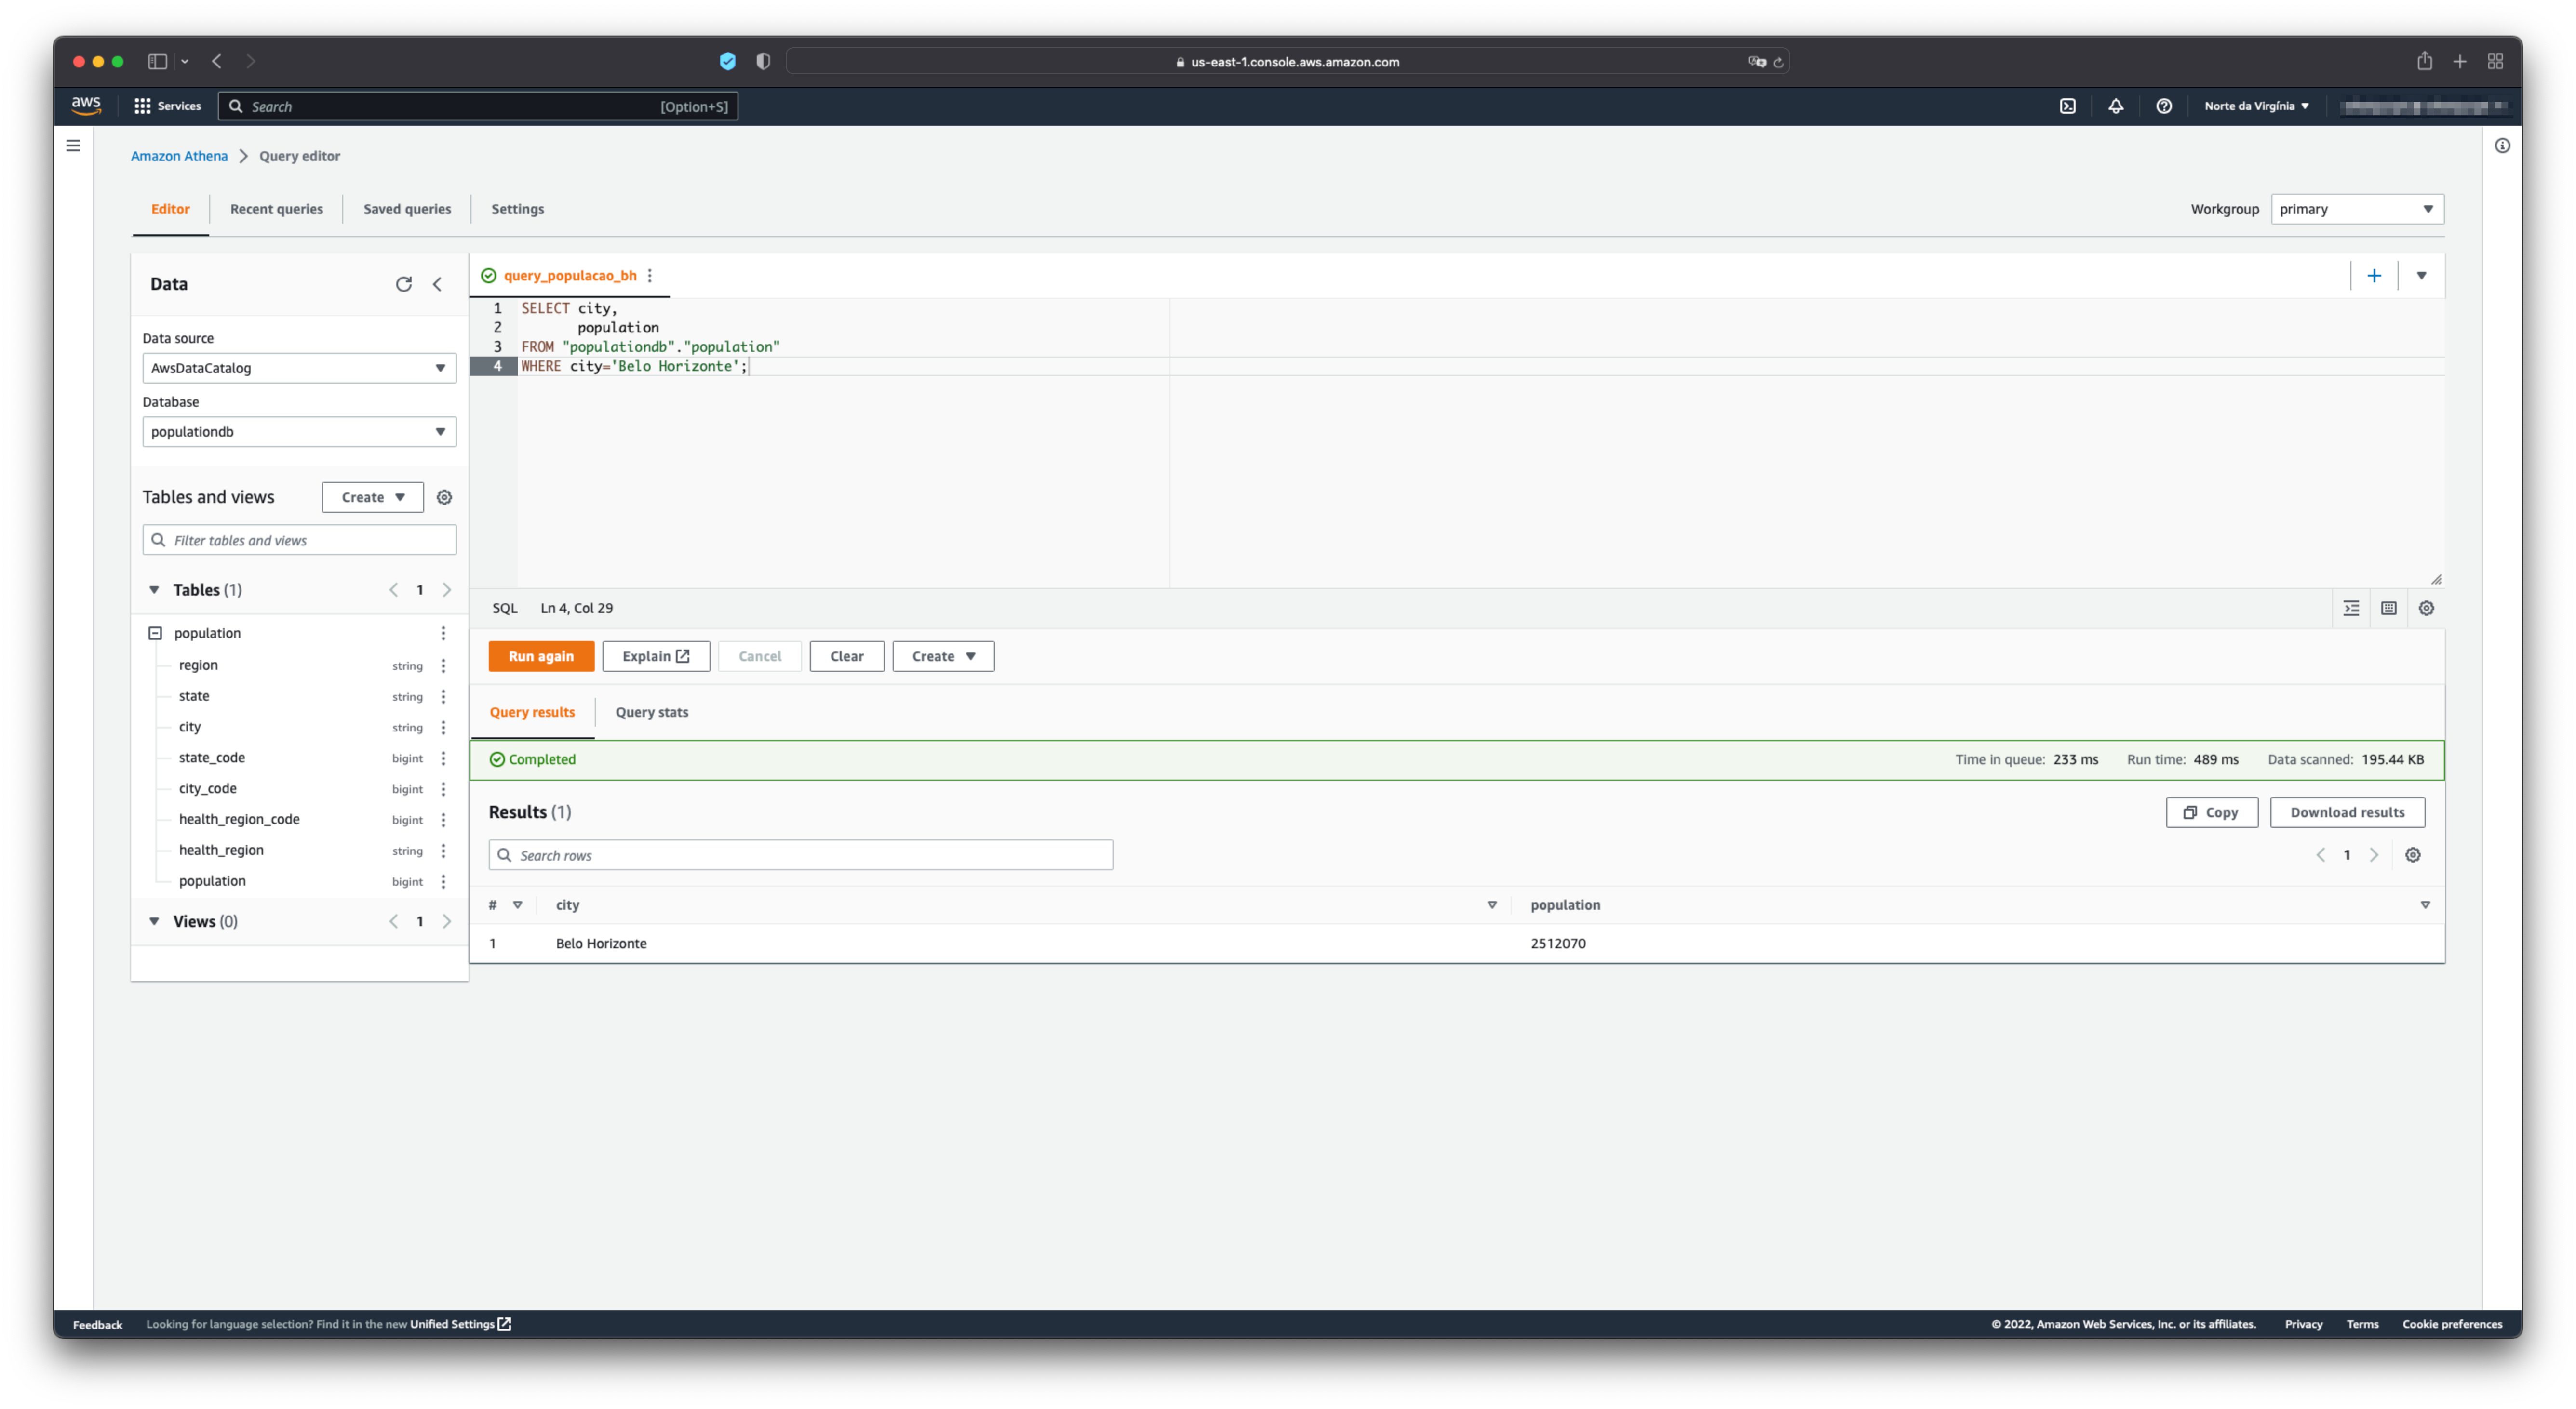 us-east-1.console.aws.amazon.com
aws Services Search [Option+S] Norte da Virgínia
Amazon Athena Query editor
Editor Recent queries Saved queries Settings Workgroup primary
Data
Data source
AwsDataCatalog
Database
populationdb
Tables and views Create
Filter tables and views
Tables (1) 1
population
region string
state string
city string
state_code bigint
city_code bigint
health_region_code bigint
health_region string
population bigint
Views (0) 1
query_populacao_bh
1 SELECT city,
2 population
3 FROM "populationdb"."population"
4 WHERE city='Belo Horizonte';
SQL Ln 4, Col 29
Run again Explain Cancel Clear Create
Query results Query stats
Completed Time in queue: 233 ms Run time: 489 ms Data scanned: 195.44 KB
Results (1) Copy Download results
Search rows 1
# city population
1 Belo Horizonte 2512070
Feedback Looking for language selection? Find it in the new Unified Settings © 2022, Amazon Web Services, Inc. or its affiliates. Privacy Terms Cookie preferences